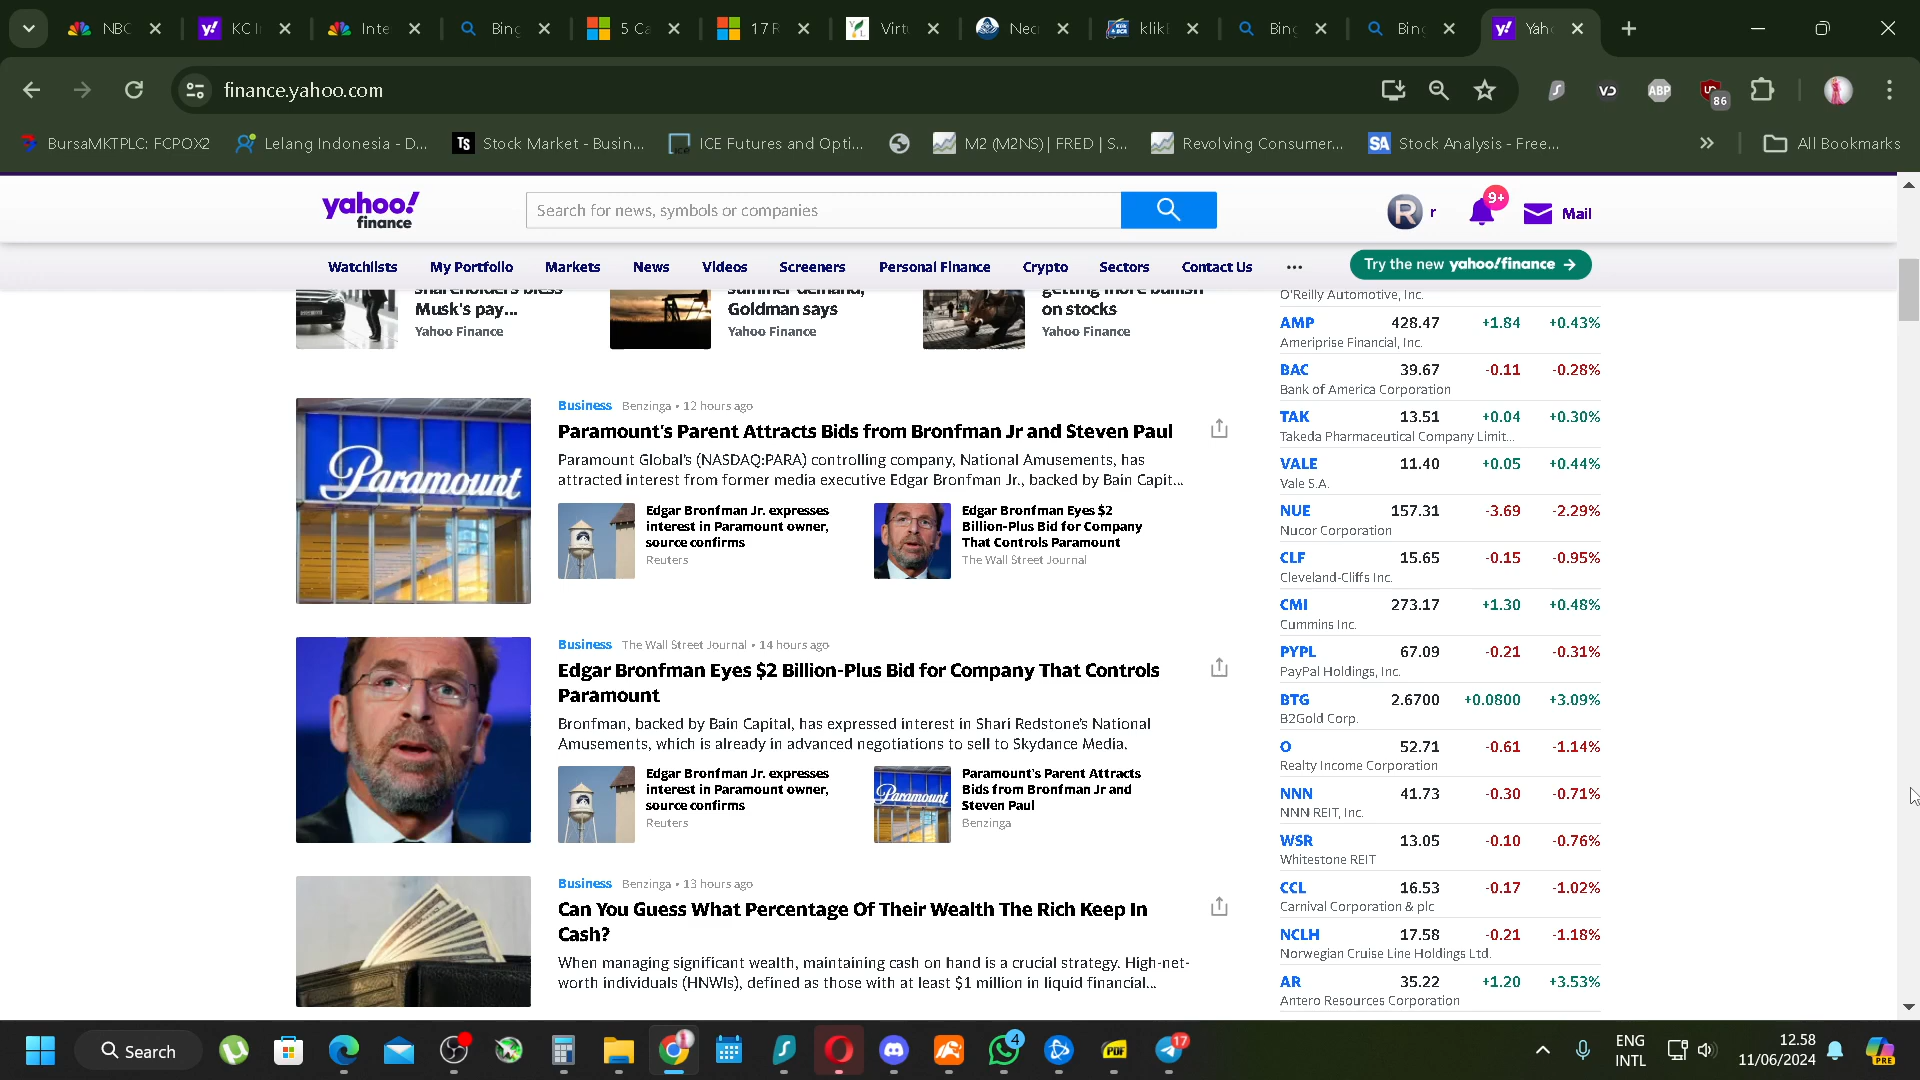 NBC
KC I
Inte
Bing
5 Ca
17 R
Virt
Nec
klikB
Bing
Bing
Yaho
finance.yahoo.com
86
BursaMKTPLC: FCPOX2
Lelang Indonesia - D...
Stock Market - Busin...
ICE Futures and Opti...
M2 (M2NS) | FRED | S...
Revolving Consumer...
Stock Analysis - Free...
All Bookmarks
yahoo!
finance
Search for news, symbols or companies
R
r
9+
Mail
Watchlists
My Portfolio
Markets
News
Videos
Screeners
Personal Finance
Crypto
Sectors
Contact Us
...
Try the new yahoo!finance →
shareholders bless
Musk's pay...
Yahoo Finance
summer demand,
Goldman says
Yahoo Finance
getting more bullish
on stocks
Yahoo Finance
Business Benzinga • 12 hours ago
Paramount's Parent Attracts Bids from Bronfman Jr and Steven Paul
Paramount Global's (NASDAQ:PARA) controlling company, National Amusements, has
attracted interest from former media executive Edgar Bronfman Jr., backed by Bain Capit...
Paramount
Edgar Bronfman Jr. expresses
interest in Paramount owner,
source confirms
Reuters
Edgar Bronfman Eyes $2
Billion-Plus Bid for Company
That Controls Paramount
The Wall Street Journal
Business The Wall Street Journal • 14 hours ago
Edgar Bronfman Eyes $2 Billion-Plus Bid for Company That Controls
Paramount
Bronfman, backed by Bain Capital, has expressed interest in Shari Redstone's National
Amusements, which is already in advanced negotiations to sell to Skydance Media.
Edgar Bronfman Jr. expresses
interest in Paramount owner,
source confirms
Reuters
Paramount
Paramount's Parent Attracts
Bids from Bronfman Jr and
Steven Paul
Benzinga
Business Benzinga • 13 hours ago
Can You Guess What Percentage Of Their Wealth The Rich Keep In
Cash?
When managing significant wealth, maintaining cash on hand is a crucial strategy. High-net-
worth individuals (HNWIs), defined as those with at least $1 million in liquid financial...
O'Reilly Automotive, Inc.
AMP 428.47 +1.84 +0.43%
Ameriprise Financial, Inc.
BAC 39.67 -0.11 -0.28%
Bank of America Corporation
TAK 13.51 +0.04 +0.30%
Takeda Pharmaceutical Company Limit...
VALE 11.40 +0.05 +0.44%
Vale S.A.
NUE 157.31 -3.69 -2.29%
Nucor Corporation
CLF 15.65 -0.15 -0.95%
Cleveland-Cliffs Inc.
CMI 273.17 +1.30 +0.48%
Cummins Inc.
PYPL 67.09 -0.21 -0.31%
PayPal Holdings, Inc.
BTG 2.6700 +0.0800 +3.09%
B2Gold Corp.
O 52.71 -0.61 -1.14%
Realty Income Corporation
NNN 41.73 -0.30 -0.71%
NNN REIT, Inc.
WSR 13.05 -0.10 -0.76%
Whitestone REIT
CCL 16.53 -0.17 -1.02%
Carnival Corporation & plc
NCLH 17.58 -0.21 -1.18%
Norwegian Cruise Line Holdings Ltd.
AR 35.22 +1.20 +3.53%
Antero Resources Corporation
Search
4
PDF
17
ENG
INTL
12.58
11/06/2024
PRE